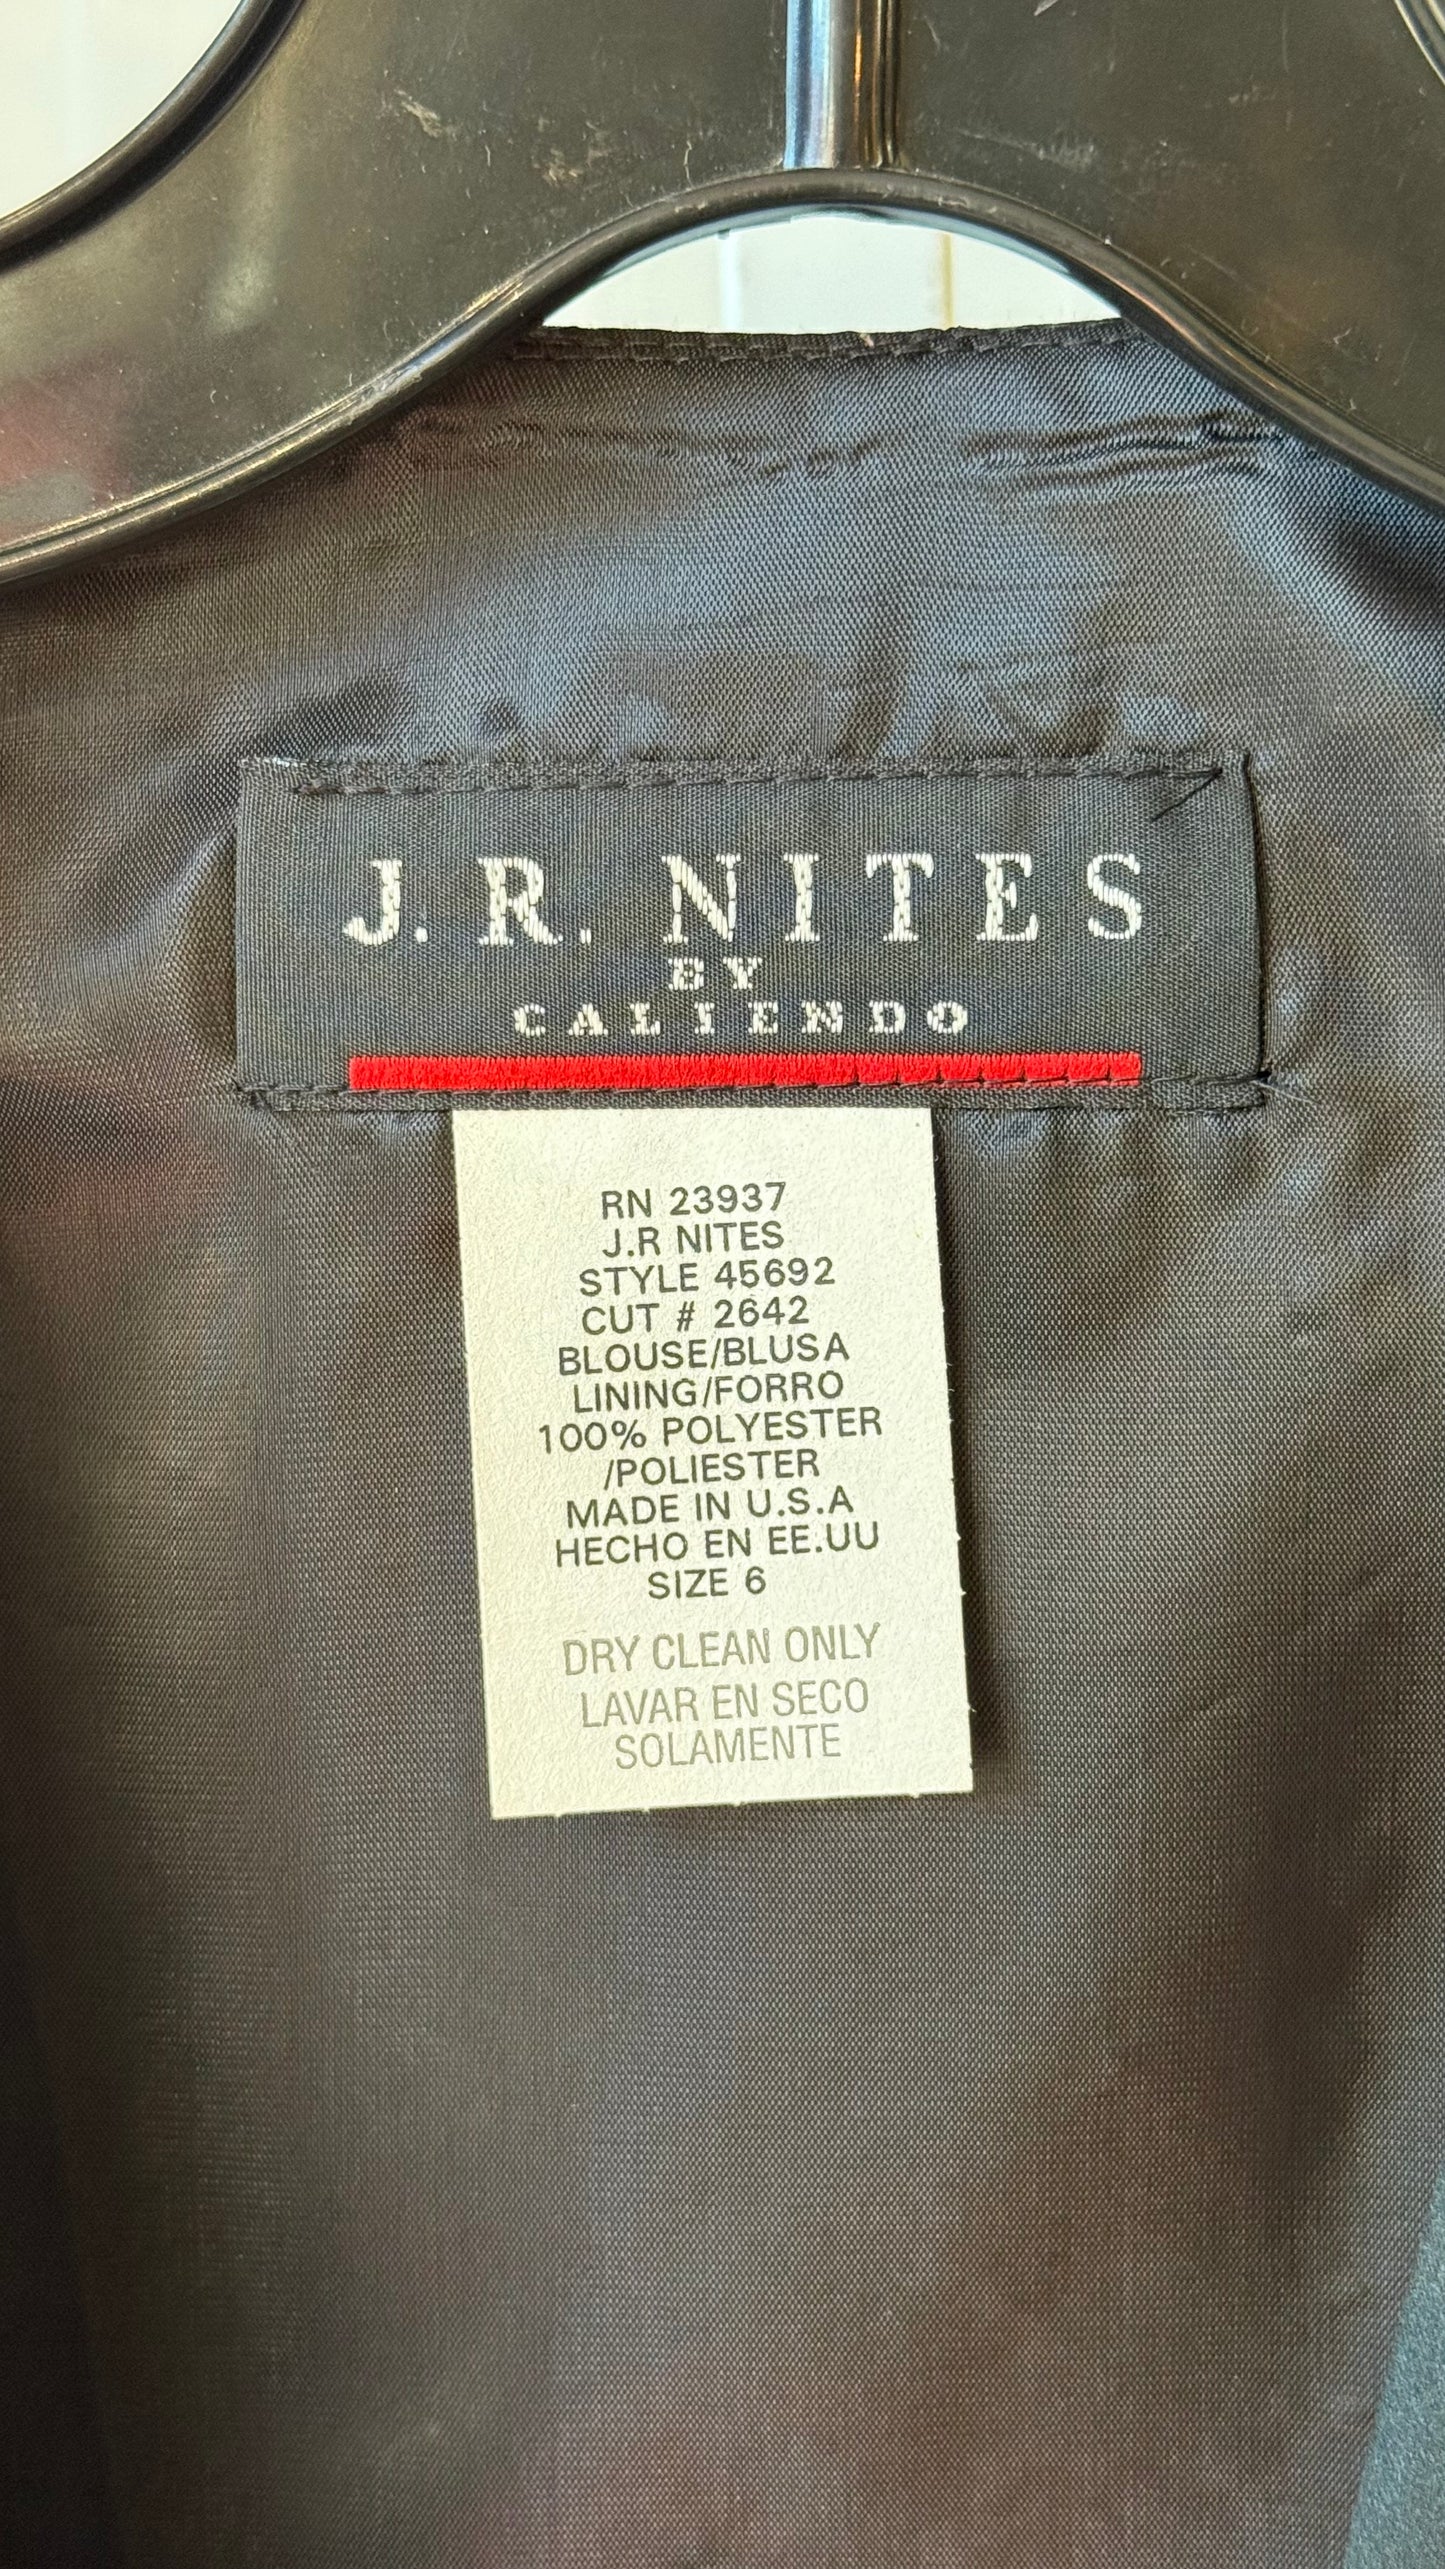 J. R. NITES
BY
CALIENDO
RN 23937
J.R NITES
STYLE 45692
CUT # 2642
BLOUSE/BLUSA
LINING/FORRO
100% POLYESTER
/POLIESTER
MADE IN U.S.A
HECHO EN EE.UU
SIZE 6
DRY CLEAN ONLY
LAVAR EN SECO
SOLAMENTE